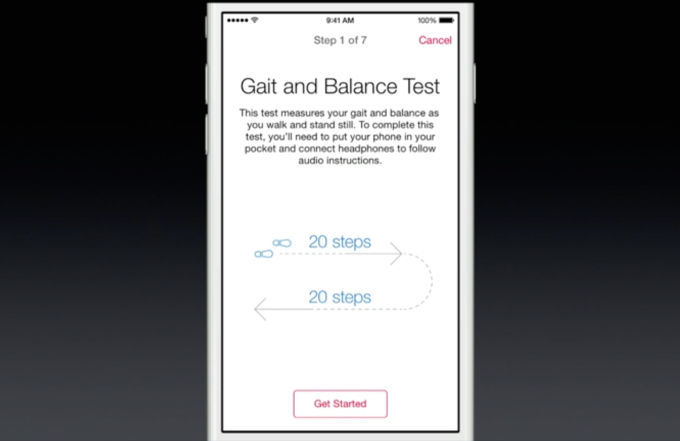 9:41 AM
100%
Step 1 of 7
Cancel
Gait and Balance Test
This test measures your gait and balance as
you walk and stand still. To complete this
test, you'll need to put your phone in your
pocket and connect headphones to follow
audio instructions.
20 steps
20 steps
Get Started